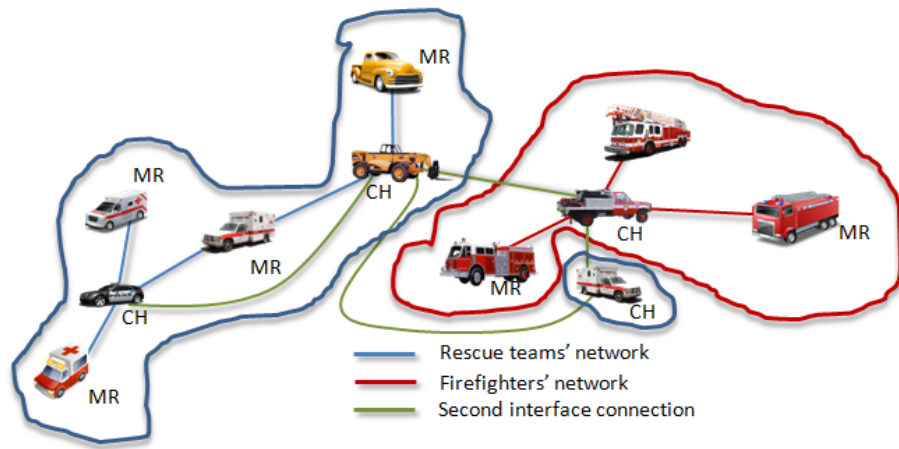 MR
CH
MR
MR
CH
MR
CH
MR
MR
CH
Rescue teams' network
Firefighters' network
Second interface connection